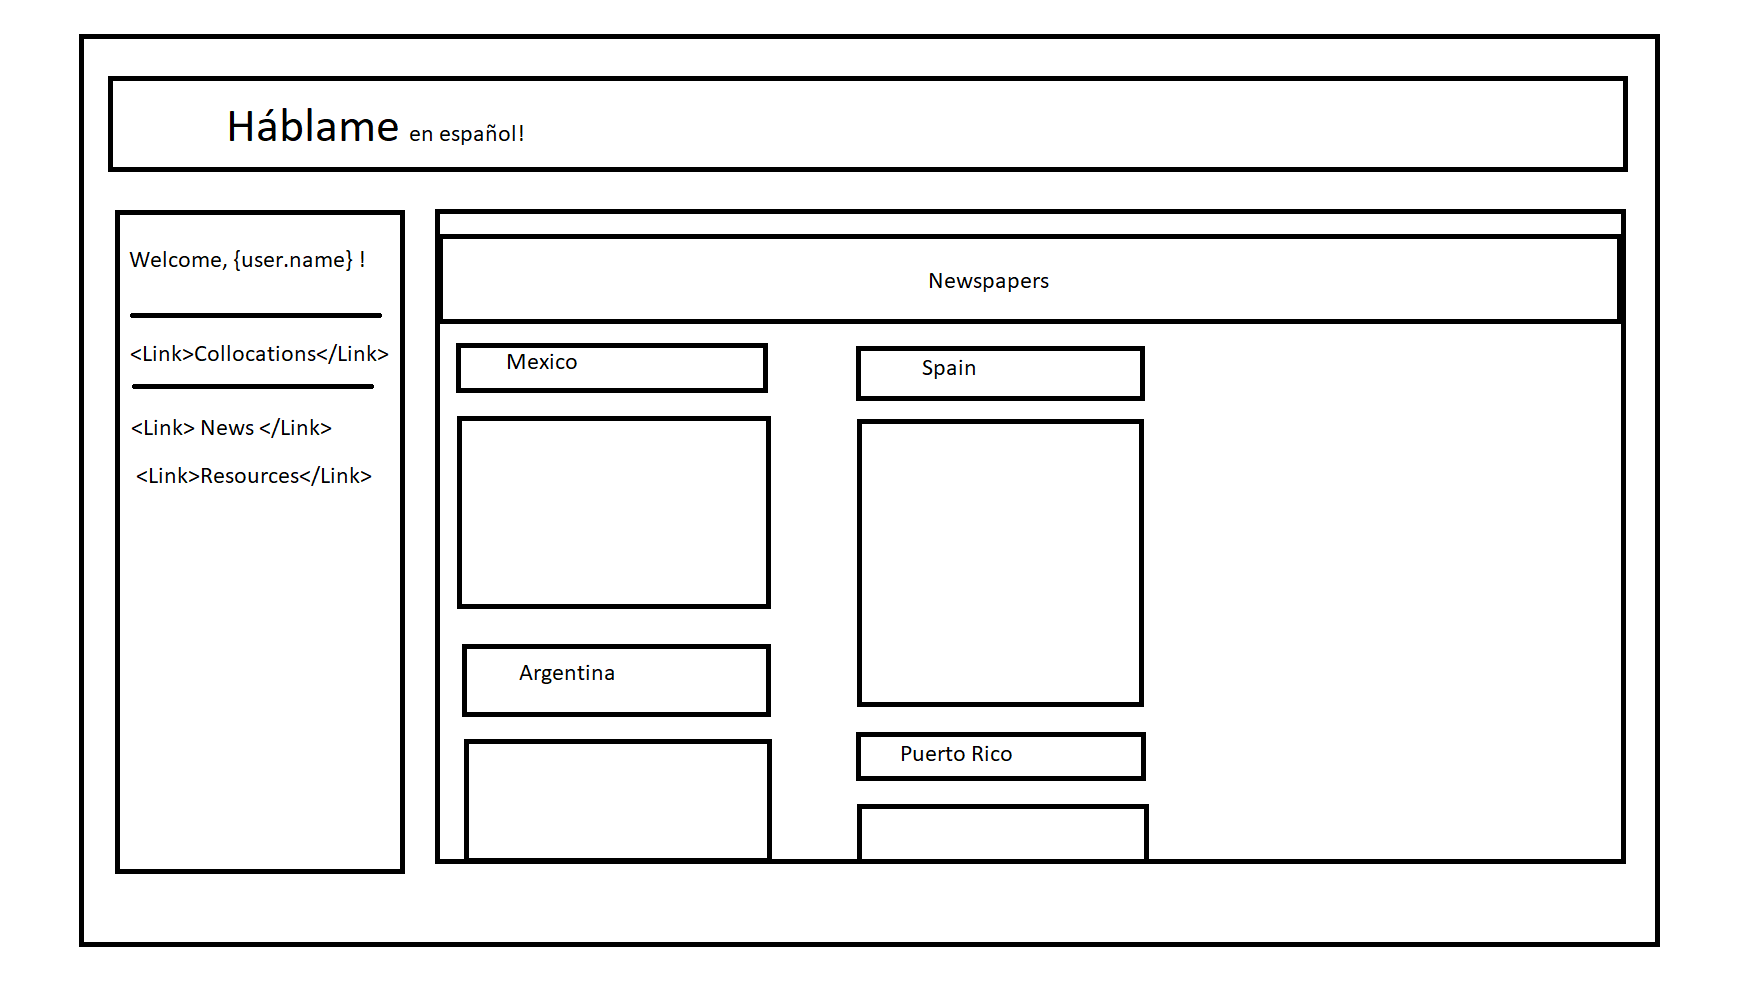 Háblame en español!
Welcome, {user.name} !
<Link>Collocations</Link>
<Link> News </Link>
<Link>Resources</Link>
Newspapers
Mexico
Spain
Argentina
Puerto Rico